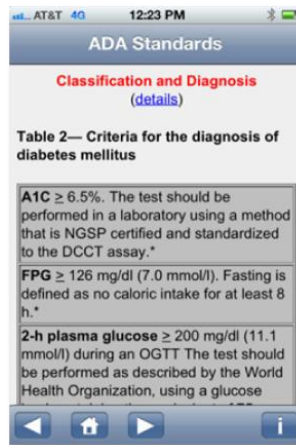 AT&T 4G 12:23 PM
ADA Standards
Classification and Diagnosis
(details)
Table 2— Criteria for the diagnosis of
diabetes mellitus
A1C ≥ 6.5%. The test should be
performed in a laboratory using a method
that is NGSP certified and standardized
to the DCCT assay.*
FPG ≥ 126 mg/dl (7.0 mmol/l). Fasting is
defined as no caloric intake for at least 8
h.*
2-h plasma glucose ≥ 200 mg/dl (11.1
mmol/l) during an OGTT The test should
be performed as described by the World
Health Organization, using a glucose
i